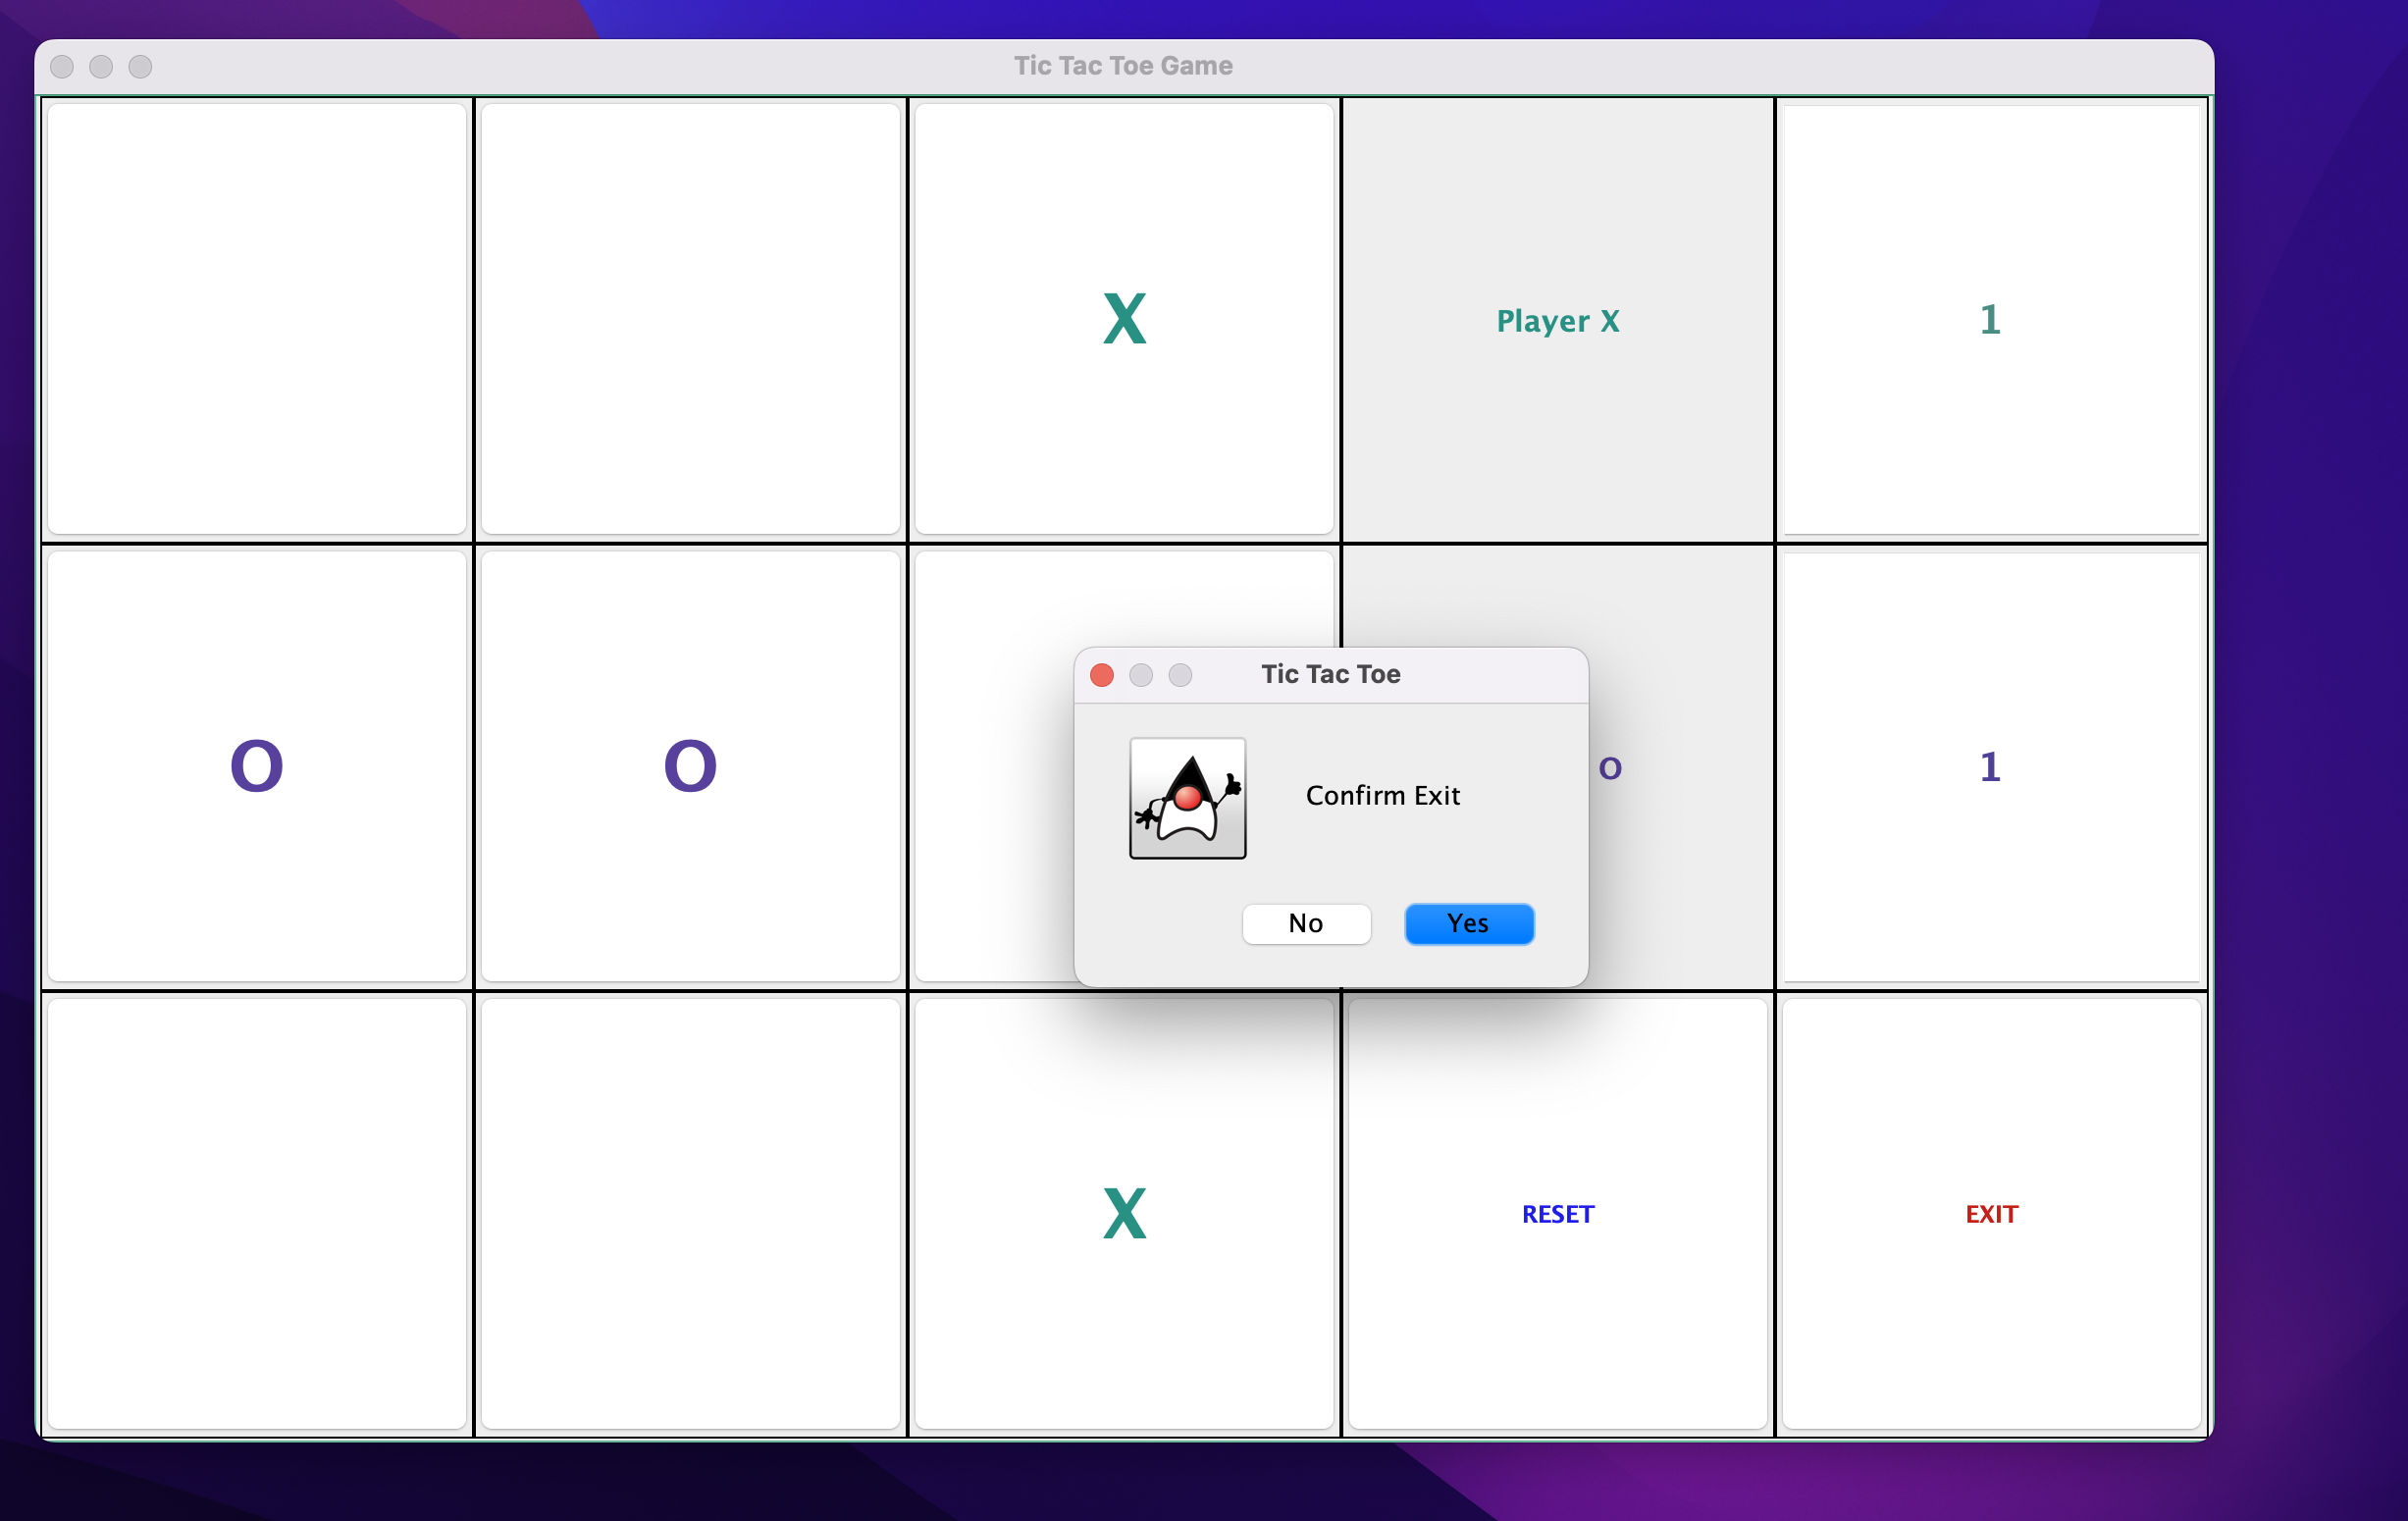 Tic Tac Toe Game
X
Player X
1
O
O
O
1
Tic Tac Toe
Confirm Exit
No
Yes
X
RESET
EXIT